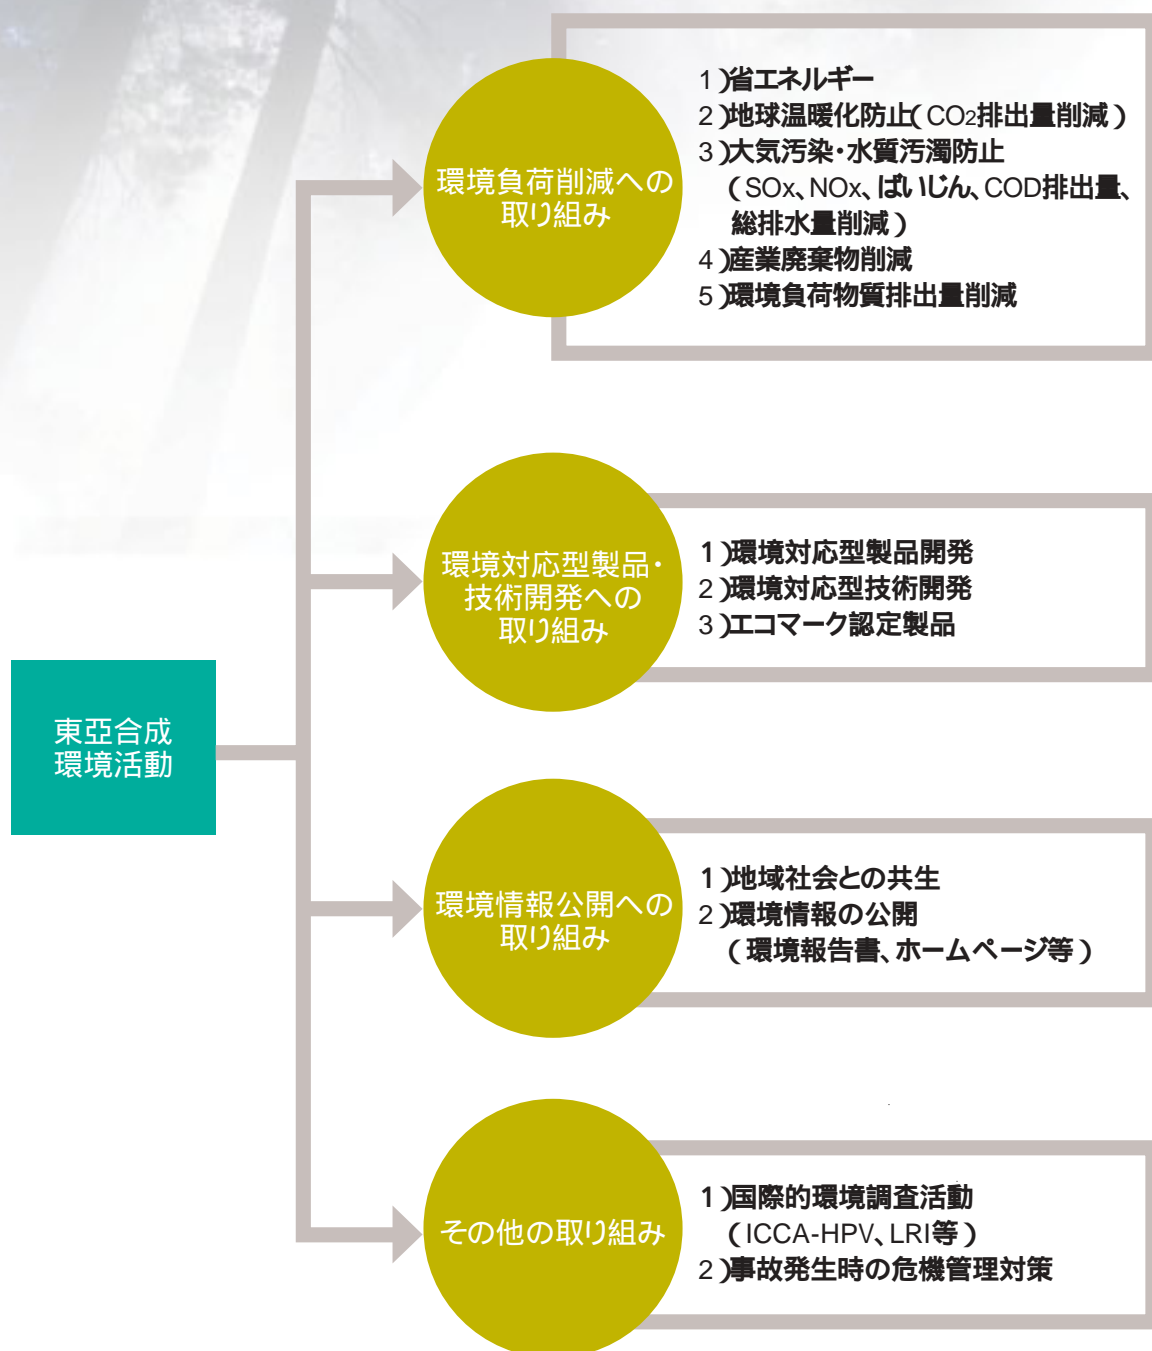 東亞合成
環境活動
環境負荷削減への
取り組み
1)省エネルギー
2)地球温暖化防止(CO2排出量削減)
3)大気汚染・水質汚濁防止
(SOx、NOx、ばいじん、COD排出量、
総排水量削減)
4)産業廃棄物削減
5)環境負荷物質排出量削減
環境対応型製品・
技術開発への
取り組み
1)環境対応型製品開発
2)環境対応型技術開発
3)エコマーク認定製品
環境情報公開への
取り組み
1)地域社会との共生
2)環境情報の公開
(環境報告書、ホームページ等)
その他の取り組み
1)国際的環境調査活動
(ICCA-HPV、LRI等)
2)事故発生時の危機管理対策